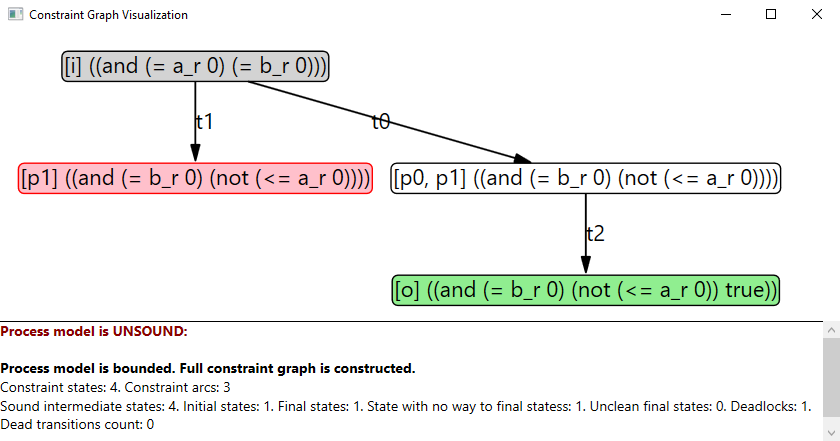 Constraint Graph Visualization
[i] ((and (= a_r 0) (= b_r 0)))
t1
t0
[p1] ((and (= b_r 0) (not (<= a_r 0))))
[p0, p1] ((and (= b_r 0) (not (<= a_r 0))))
t2
[o] ((and (= b_r 0) (not (<= a_r 0)) true))
Process model is UNSOUND:
Process model is bounded. Full constraint graph is constructed.
Constraint states: 4. Constraint arcs: 3
Sound intermediate states: 4. Initial states: 1. Final states: 1. State with no way to final statess: 1. Unclean final states: 0. Deadlocks: 1.
Dead transitions count: 0